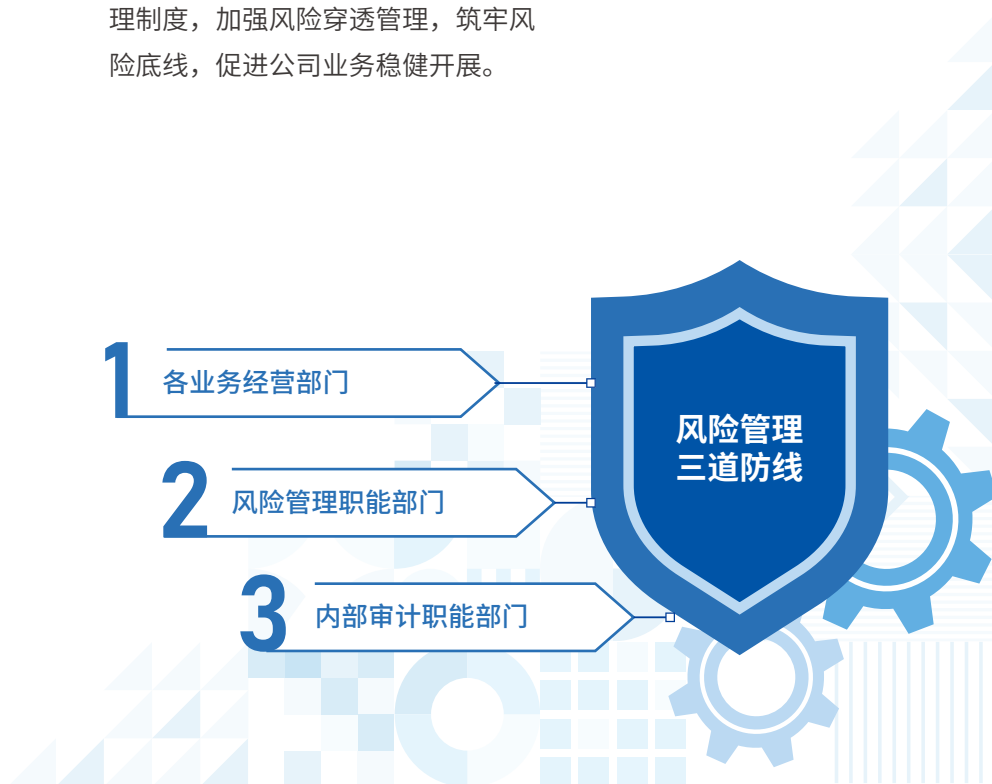 理制度，加强风险穿透管理，筑牢风
险底线，促进公司业务稳健开展。
1
各业务经营部门
2
风险管理职能部门
3
内部审计职能部门
风险管理
三道防线